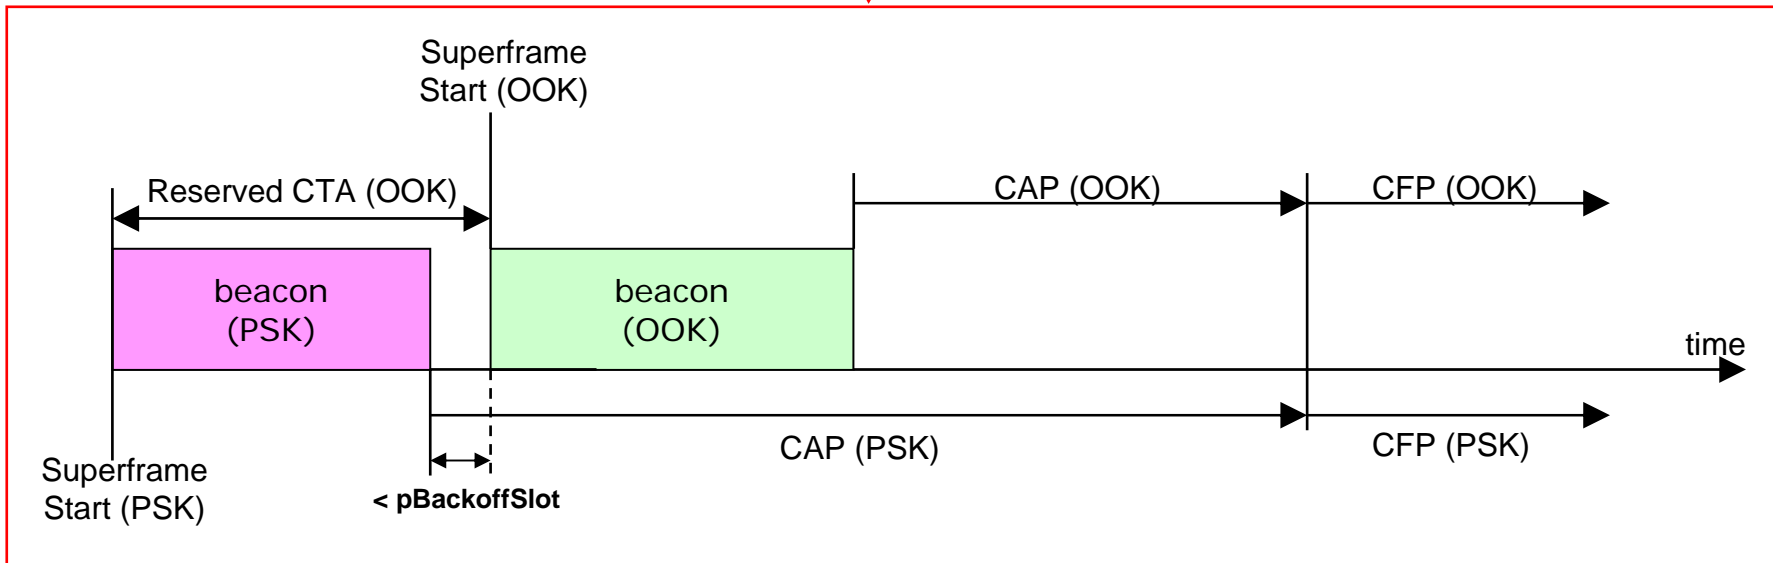 Superframe
Start (OOK)
Reserved CTA (OOK)
CAP (OOK)
CFP (OOK)
beacon
(PSK)
beacon
(OOK)
time
CAP (PSK)
CFP (PSK)
Superframe
Start (PSK)
< pBackoffSlot